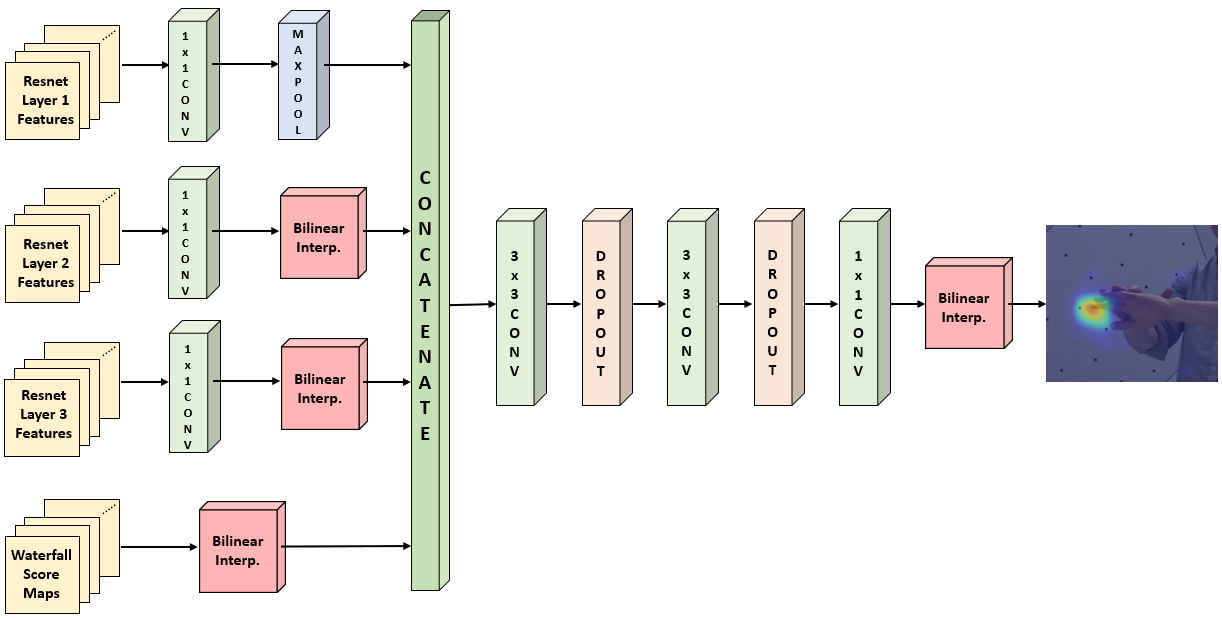 Resnet
Layer 1
Features
1x1CONV
MAXPOOL
Resnet
Layer 2
Features
1x1CONV
Bilinear
Interp.
Resnet
Layer 3
Features
1x1CONV
Bilinear
Interp.
Waterfall
Score
Maps
Bilinear
Interp.
CONCATENATE
3x3CONV
DROPOUT
3x3CONV
DROPOUT
1x1CONV
Bilinear
Interp.